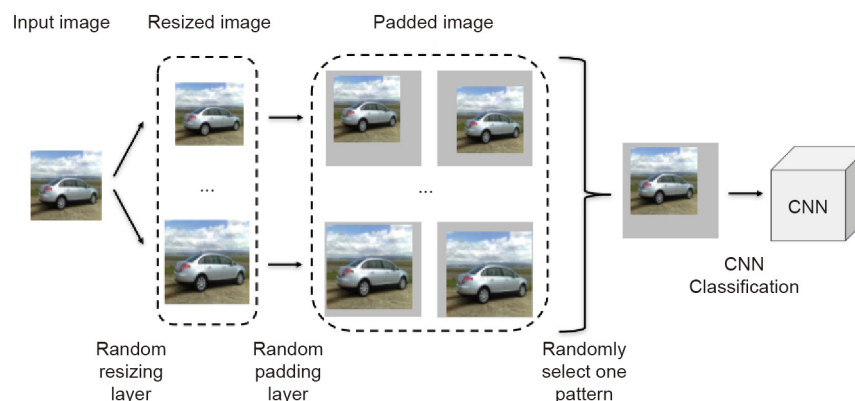 Input image
Resized image
Padded image
...
...
CNN
CNN
Classification
Random
resizing
layer
Random
padding
layer
Randomly
select one
pattern